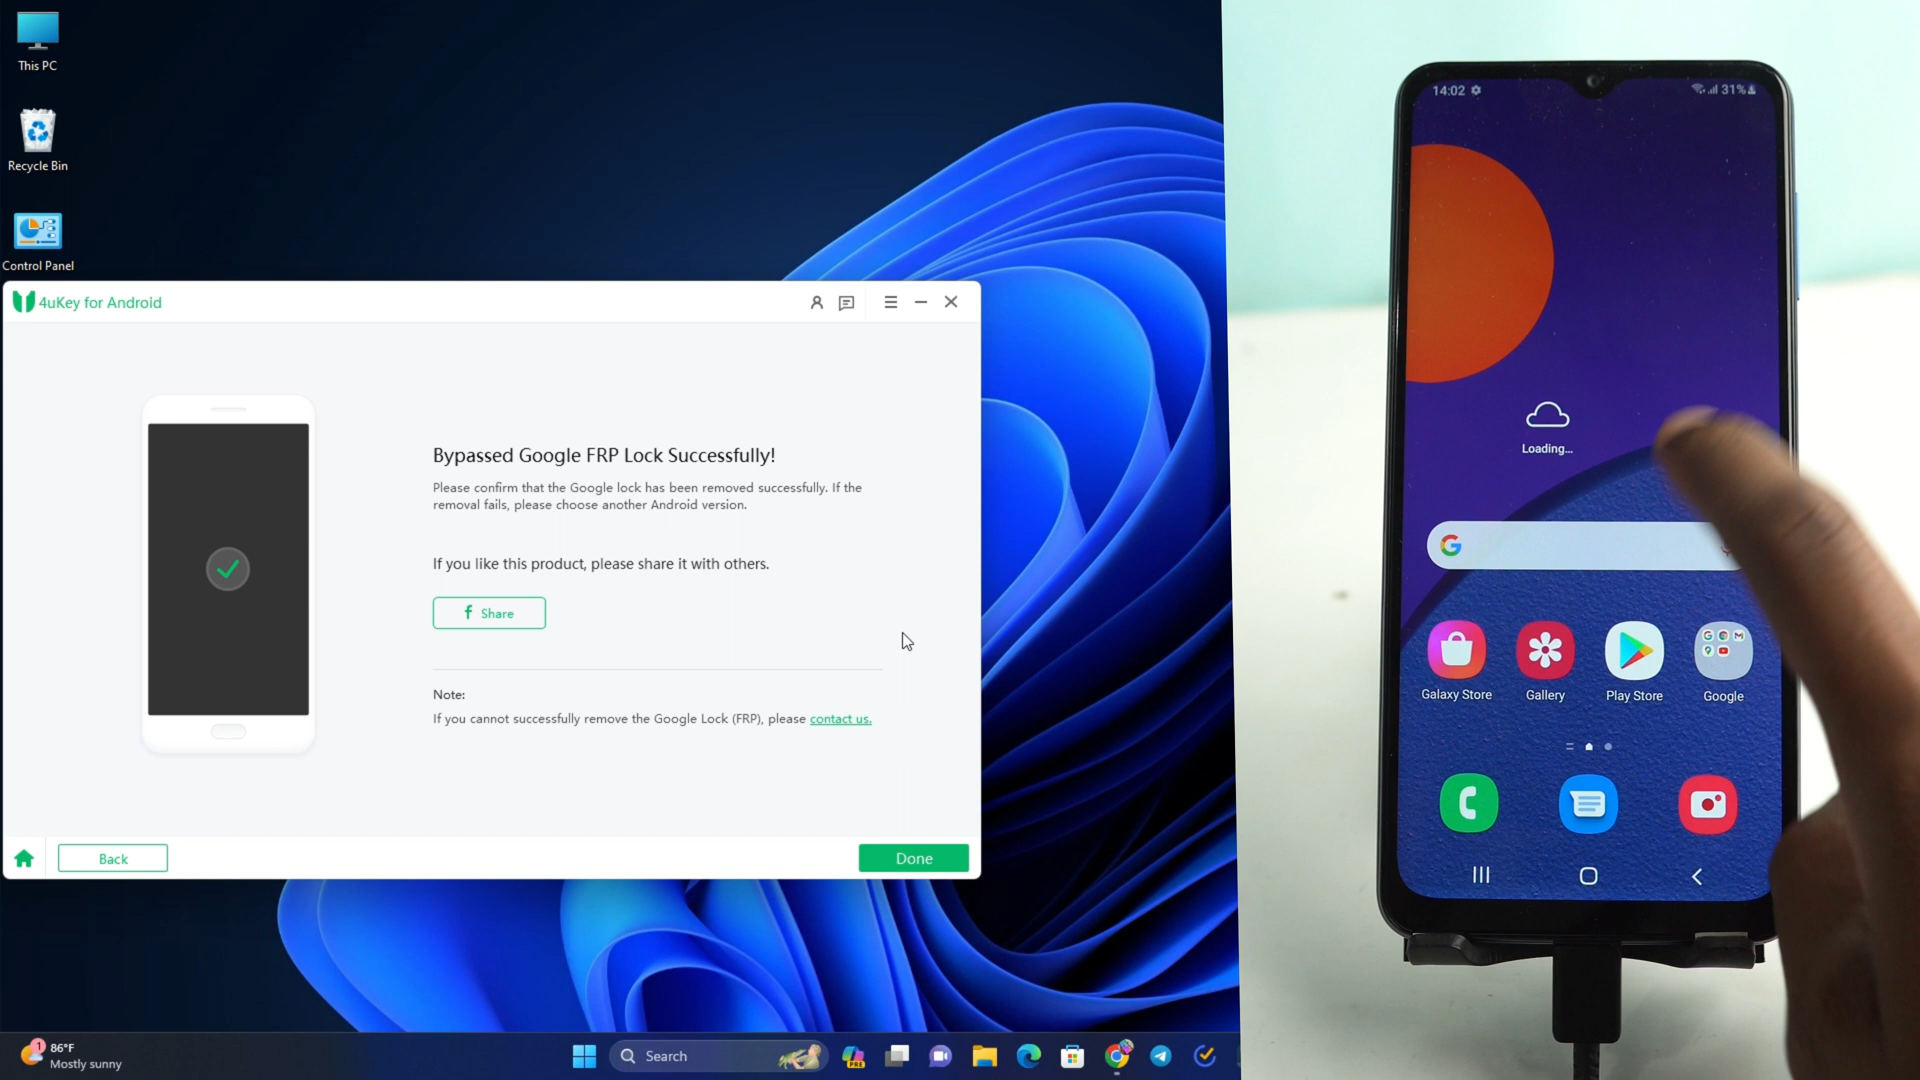 This PC
Recycle Bin
Control Panel
4uKey for Android
Bypassed Google FRP Lock Successfully!
Please confirm that the Google lock has been removed successfully. If the
removal fails, please choose another Android version.
If you like this product, please share it with others.
f Share
Note:
If you cannot successfully remove the Google Lock (FRP), please contact us.
Back
Done
1
86°F
Mostly sunny
Search
PRE
14:02
31%
Loading...
G
Galaxy Store
Gallery
Play Store
Google